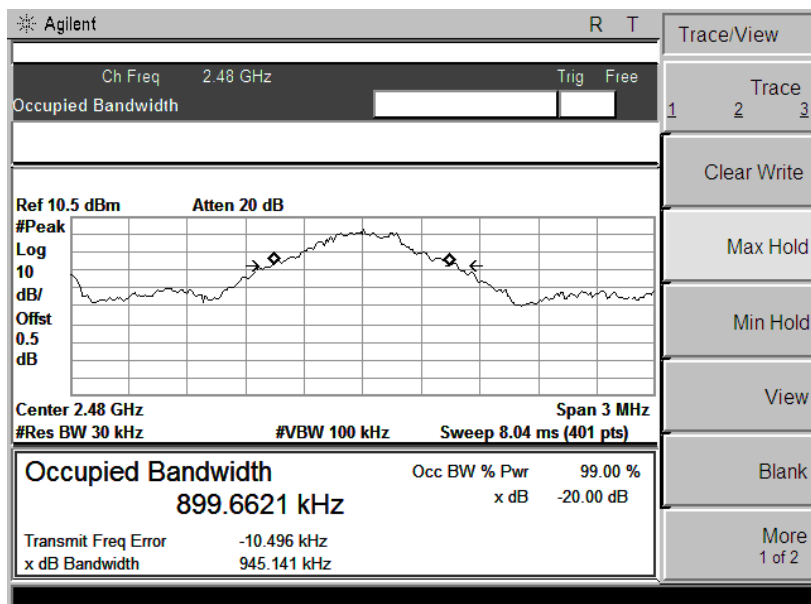 Agilent R T
Trace/View
Ch Freq 2.48 GHz Trig Free
Occupied Bandwidth
Trace
1 2 3
Clear Write
Max Hold
Min Hold
View
Blank
More
1 of 2
Ref 10.5 dBm Atten 20 dB
#Peak
Log
10
dB/
Offst
0.5
dB
Center 2.48 GHz Span 3 MHz
#Res BW 30 kHz #VBW 100 kHz Sweep 8.04 ms (401 pts)
Occupied Bandwidth Occ BW % Pwr 99.00 %
899.6621 kHz x dB -20.00 dB
Transmit Freq Error -10.496 kHz
x dB Bandwidth 945.141 kHz